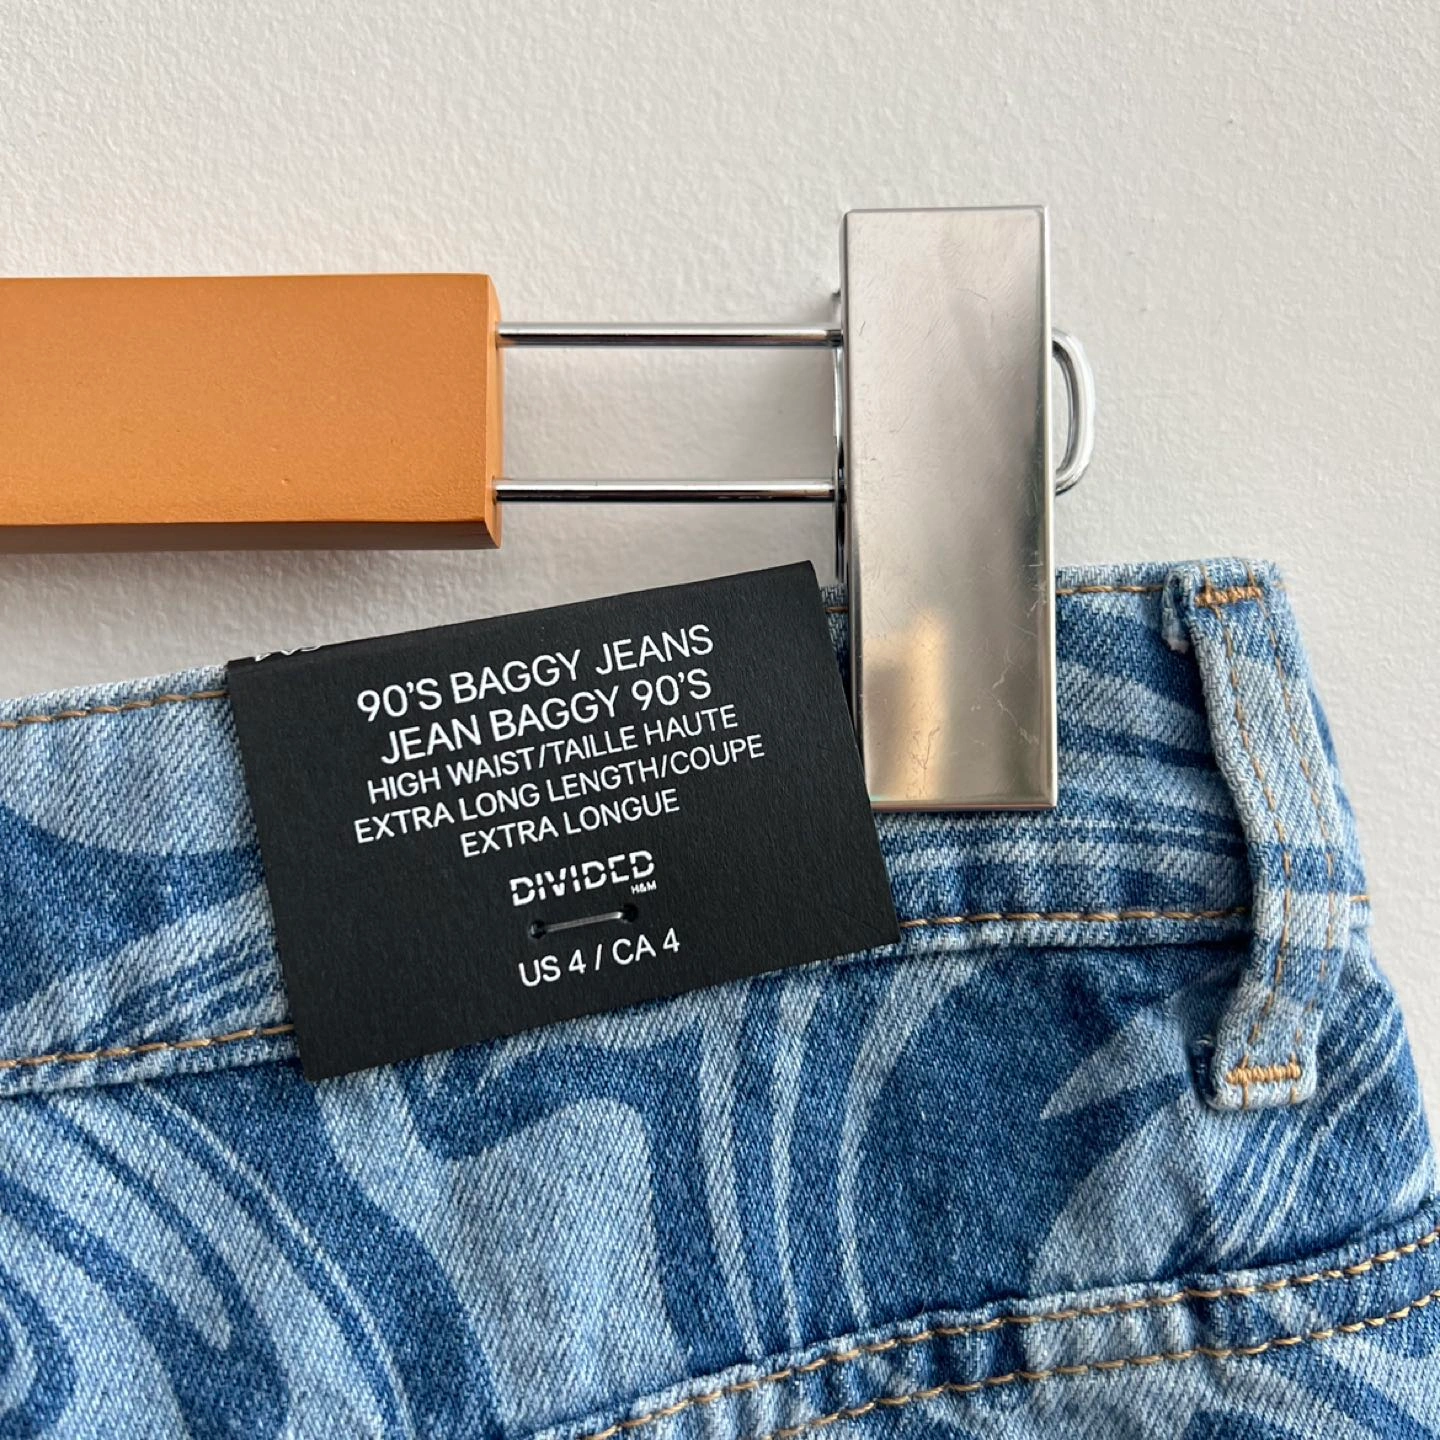 90'S BAGGY JEANS
JEAN BAGGY 90'S
HIGH WAIST/TAILLE HAUTE
EXTRA LONG LENGTH/COUPE
EXTRA LONGUE
DIVIDED
H&M
US 4 / CA 4